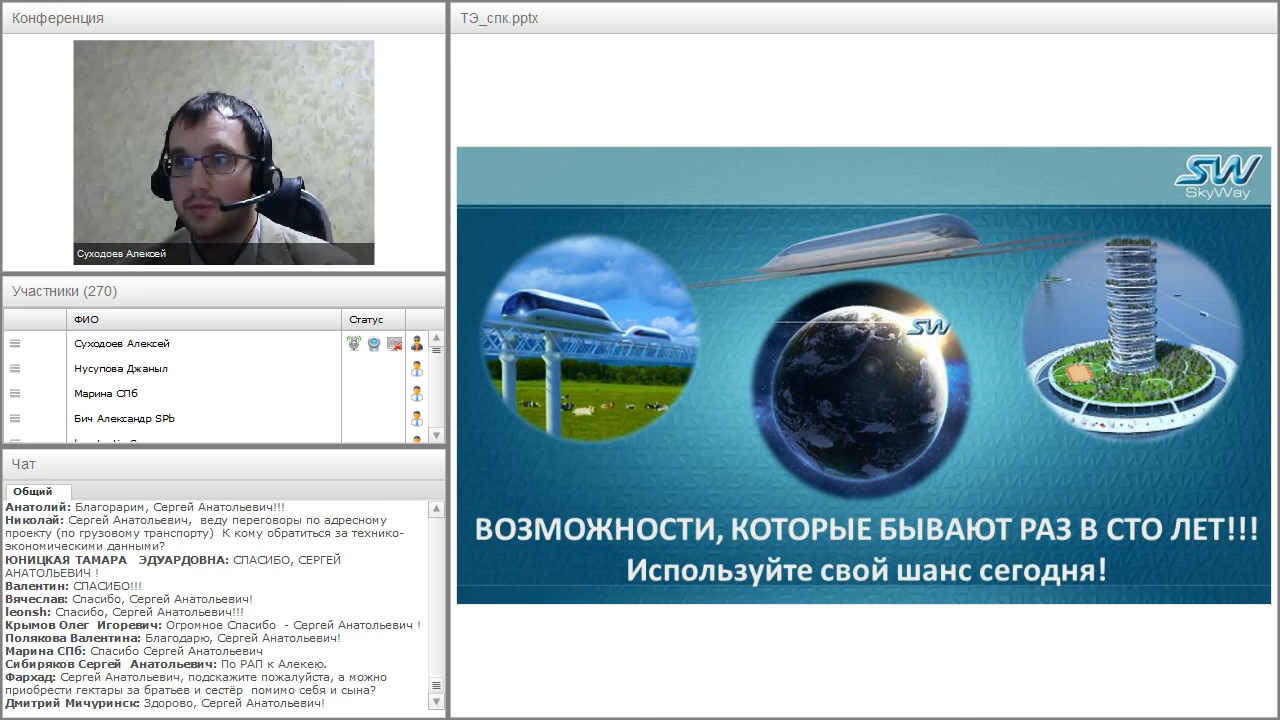 Конференция
Суходоев Алексей
Участники (270)
ФИО
Статус
Суходоев Алексей
Нусупова Джаныл
Марина СПб
Бич Александр SPb
Чат
Общий
Анатолий: Благорарим, Сергей Анатольевич!!!
Николай: Сергей Анатольевич, веду переговоры по адресному
проекту (по грузовому транспорту) К кому обратиться за технико-
экономическими данными?
ЮНИЦКАЯ ТАМАРА ЭДУАРДОВНА: СПАСИБО, СЕРГЕЙ
АНАТОЛЬЕВИЧ !
Валентин: СПАСИБО!!!
Вячеслав: Спасибо, Сергей Анатольевич!
leonsh: Спасибо, Сергей Анатольевич!!!
Крымов Олег Игоревич: Огромное Спасибо - Сергей Анатольевич !
Полякова Валентина: Благодарю, Сергей Анатольевич!
Марина СПб: Спасибо Сергей Анатольевич
Сибиряков Сергей Анатольевич: По РАП к Алекею.
Фархад: Сергей Анатольевич, подскажите пожалуйста, а можно
приобрести гектары за братьев и сестёр помимо себя и сына?
Дмитрий Мичуринск: Здорово, Сергей Анатольевич!
ТЭ_спк.pptx
SW
SkyWay
SW
ВОЗМОЖНОСТИ, КОТОРЫЕ БЫВАЮТ РАЗ В СТО ЛЕТ!!!
Используйте свой шанс сегодня!